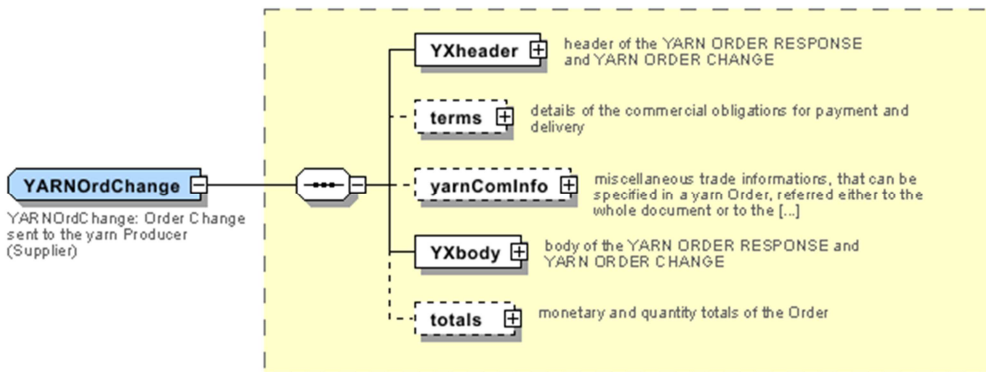 YXheader
header of the YARN ORDER RESPONSE
and YARN ORDER CHANGE
terms
details of the commercial obligations for payment and
delivery
YARNOrdChange
YARNOrdChange: Order Change
sent to the yarn Producer
(Supplier)
yarnComInfo
miscellaneous trade informations, that can be
specified in a yarn Order, referred either to the
whole document or to the [...]
YXbody
body of the YARN ORDER RESPONSE and
YARN ORDER CHANGE
totals
monetary and quantity totals of the Order